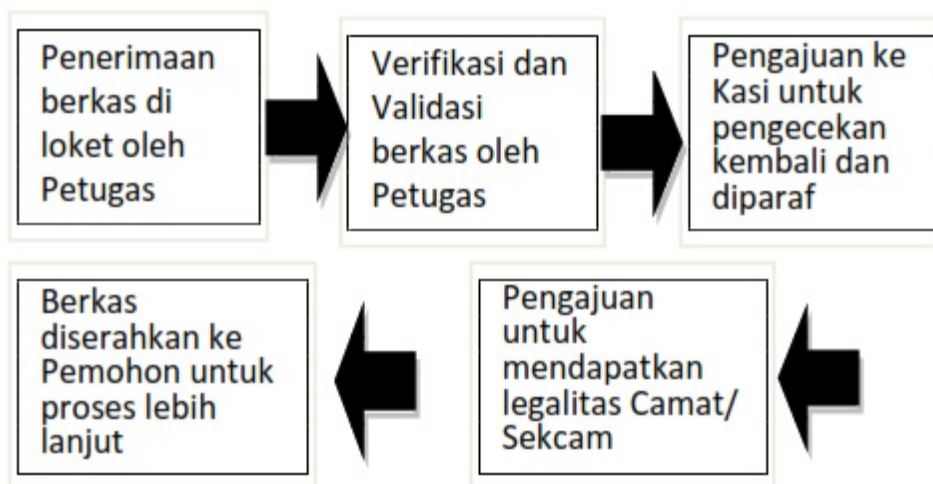 Penerimaan
berkas di
loket oleh
Petugas
Verifikasi dan
Validasi
berkas oleh
Petugas
Pengajuan ke
Kasi untuk
pengecekan
kembali dan
diparaf
Pengajuan
untuk
mendapatkan
legalitas Camat/
Sekcam
Berkas
diserahkan ke
Pemohon untuk
proses lebih
lanjut